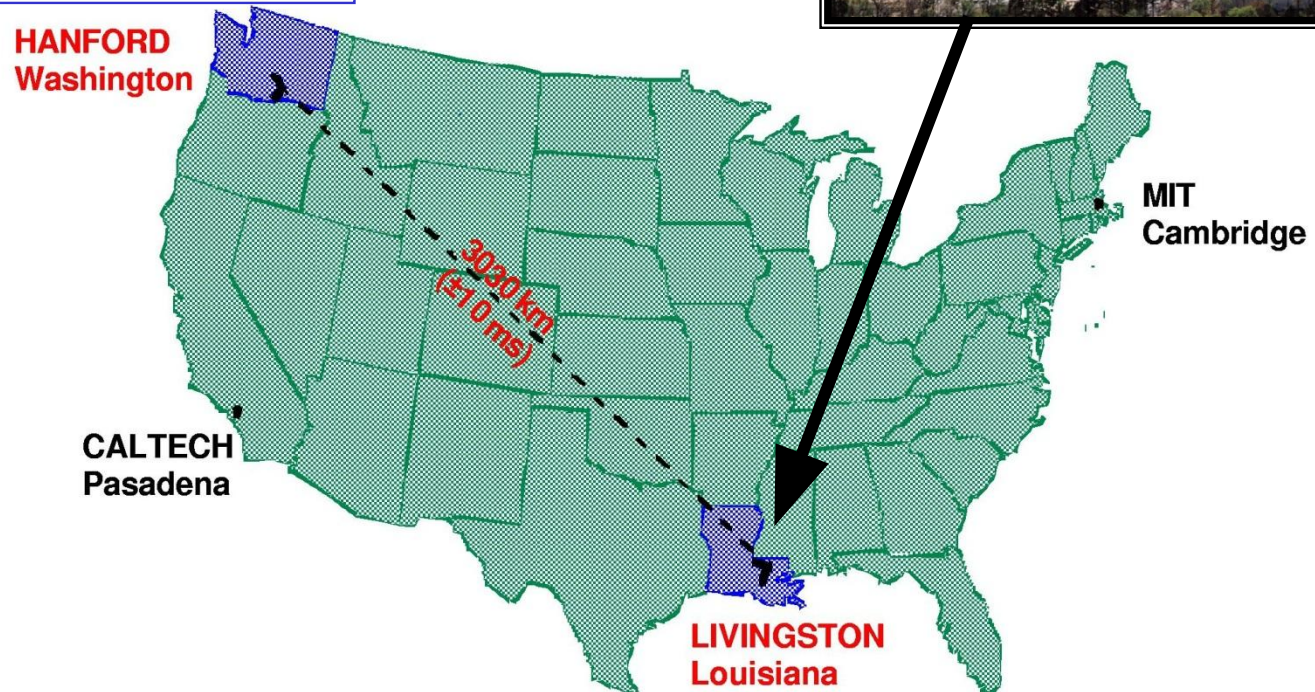 HANFORD
Washington
3030 km
(±10 ms)
MIT
Cambridge
CALTECH
Pasadena
LIVINGSTON
Louisiana